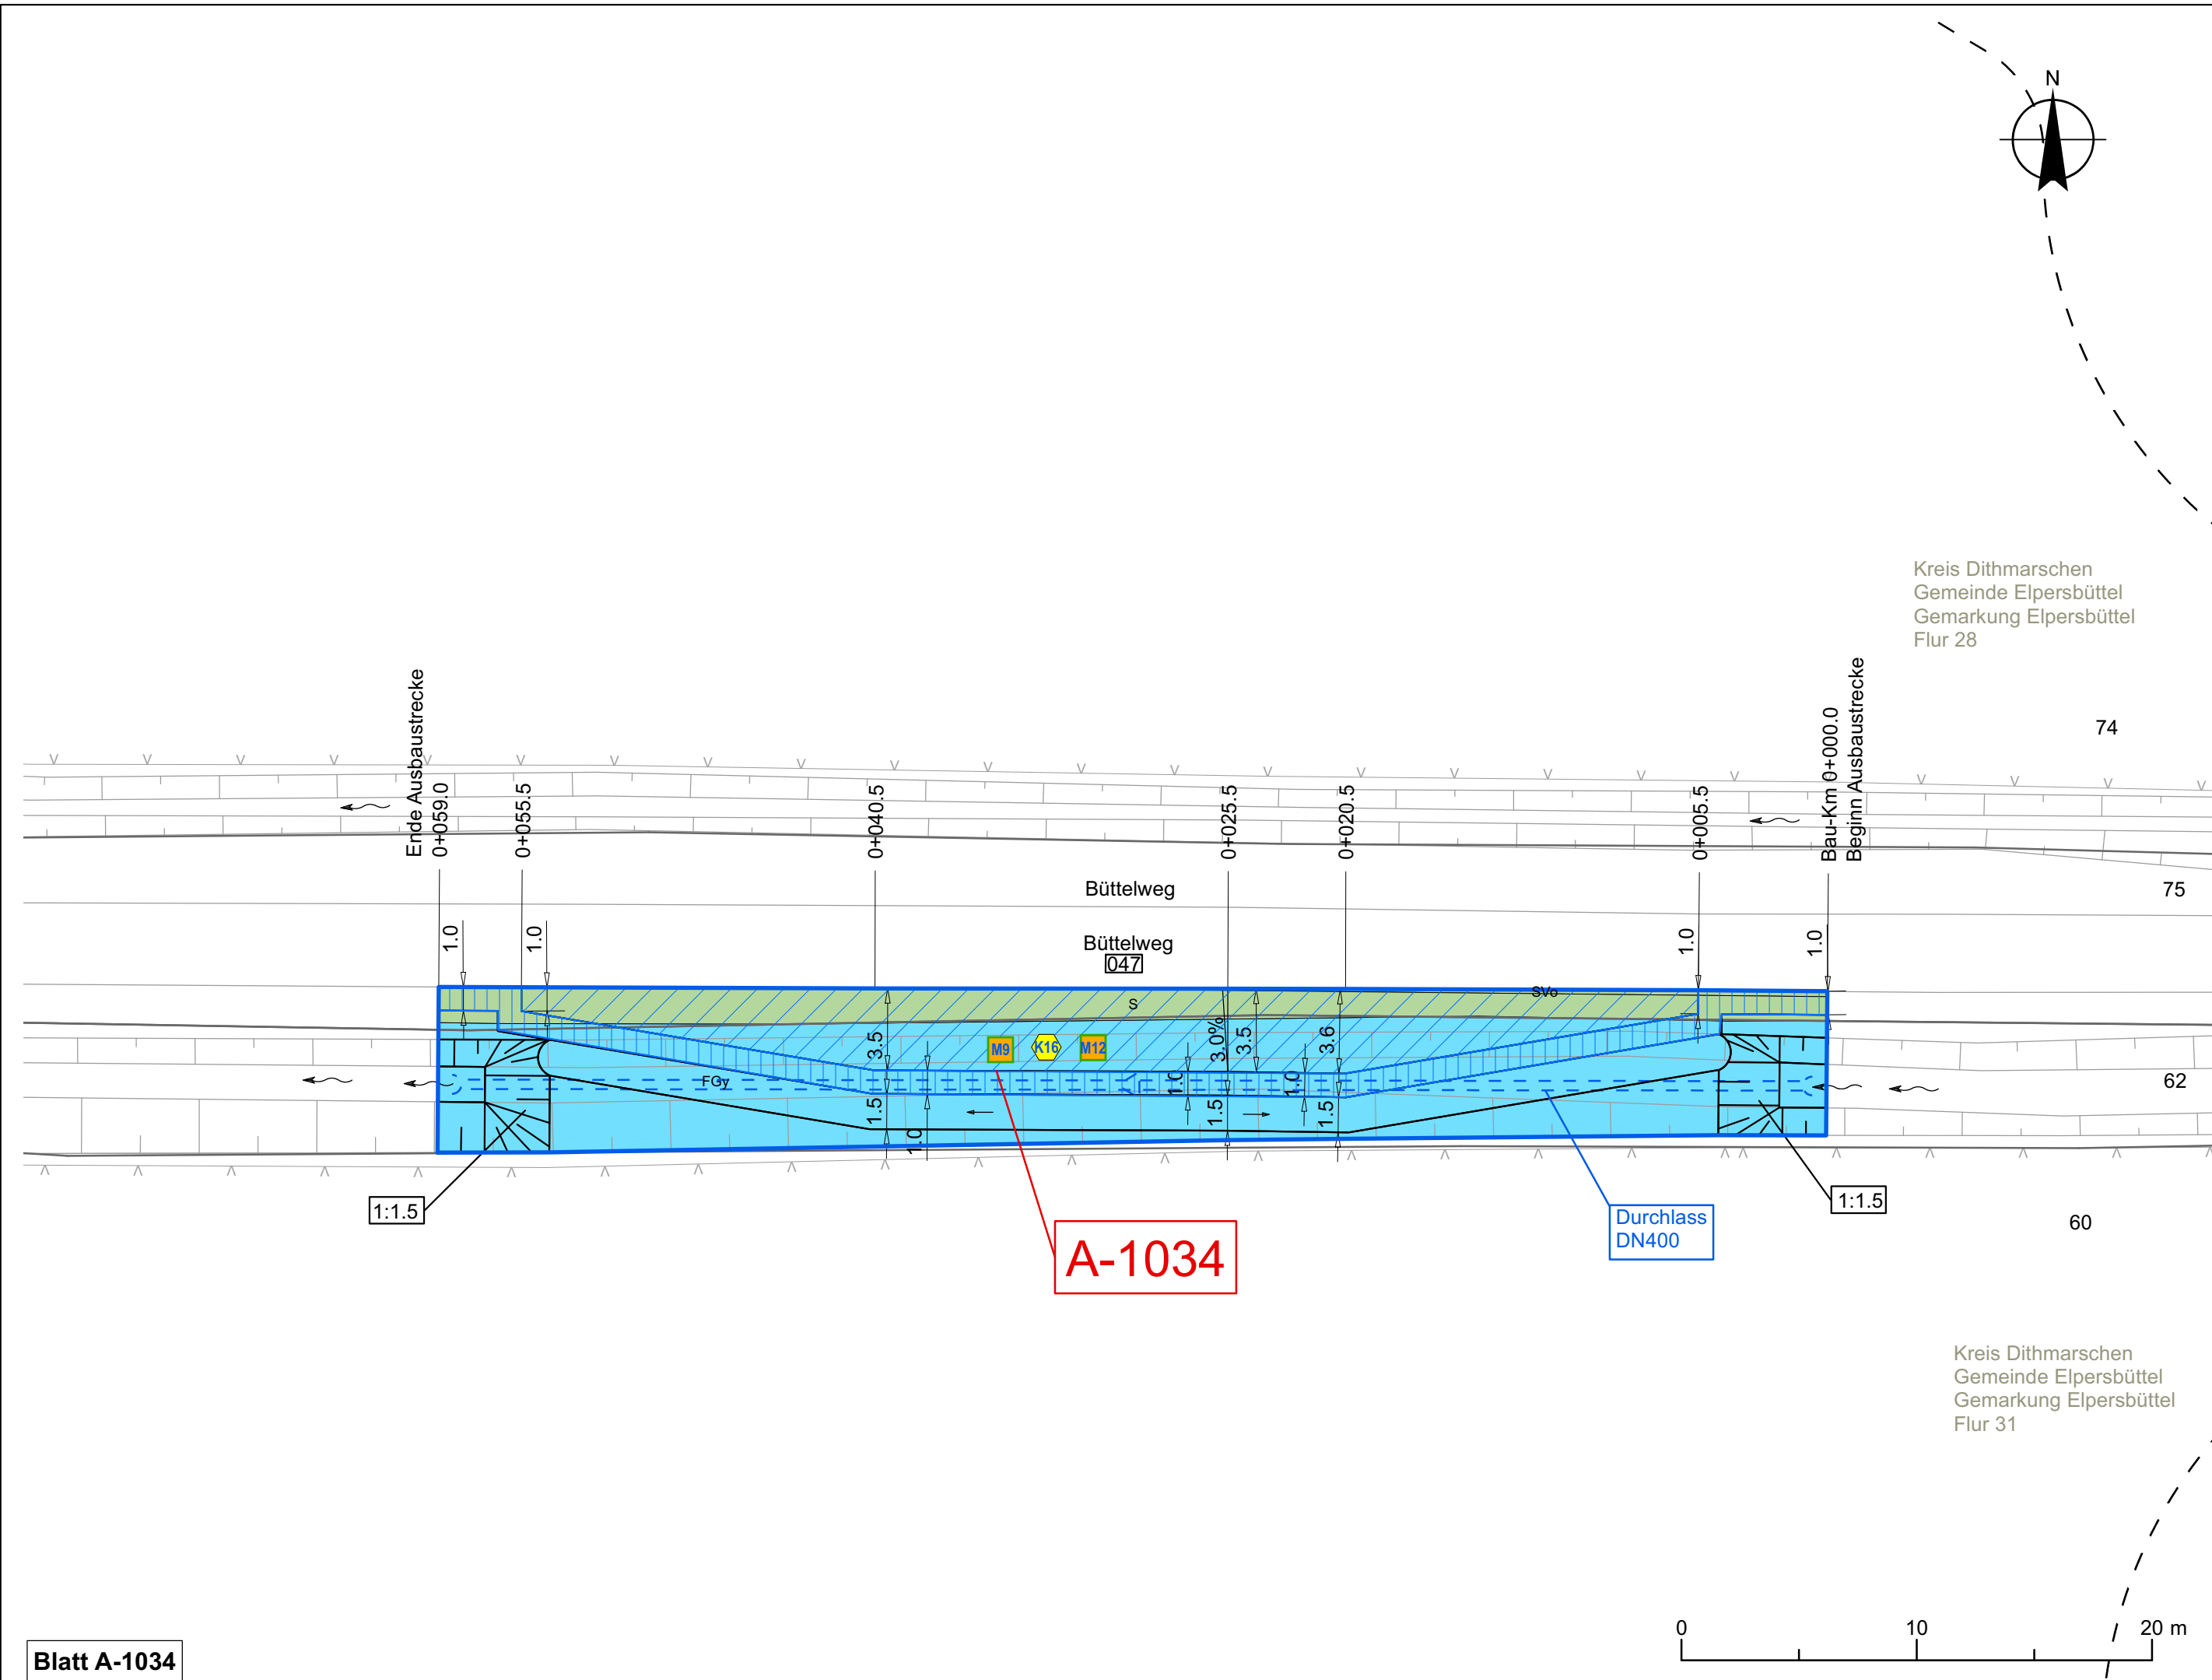 N
Kreis Dithmarschen
Gemeinde Elpersbüttel
Gemarkung Elpersbüttel
Flur 28
74
Ende Ausbaustrecke
0+059.0
0+055.5
0+040.5
0+025.5
0+020.5
0+005.5
Bau-Km 0+000.0
Beginn Ausbaustrecke
Büttelweg
75
Büttelweg
047
1.0
1.0
1.0
1.0
S
SVo
3.5
M9
K16
M12
3.0%
3.5
3.6
FGy
1.0
1.0
62
1.5
1.0
1.5
1.5
1:1.5
1:1.5
A-1034
Durchlass
DN400
60
Kreis Dithmarschen
Gemeinde Elpersbüttel
Gemarkung Elpersbüttel
Flur 31
0
10
20 m
Blatt A-1034